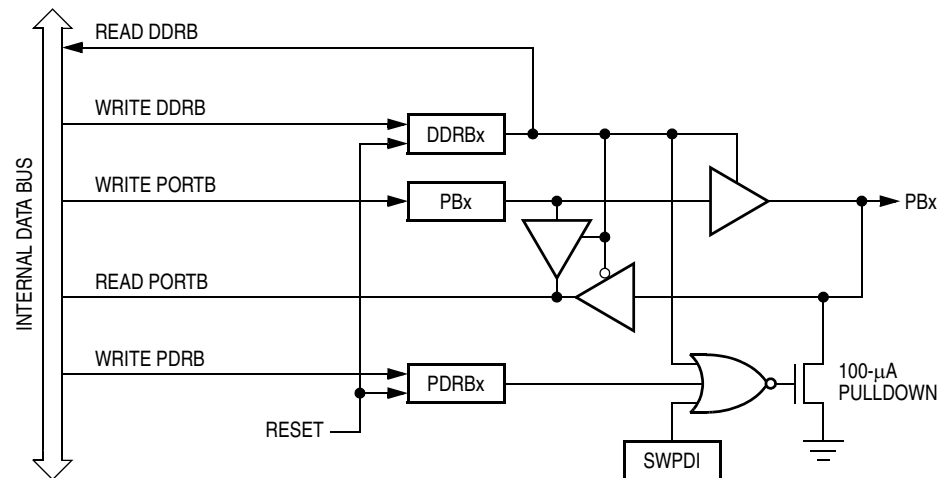 READ DDRB
WRITE DDRB
DDRBx
WRITE PORTB
PBx
PBx
INTERNAL DATA BUS
READ PORTB
WRITE PDRB
PDRBx
100-µA
PULLDOWN
RESET
SWPDI